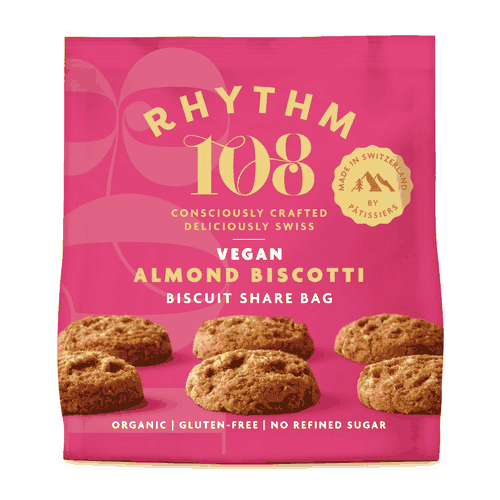 RHYTHM
108
CONSCIOUSLY CRAFTED
DELICIOUSLY SWISS
MADE IN SWITZERLAND
BY
PÂTISSIERS
VEGAN
ALMOND BISCOTTI
BISCUIT SHARE BAG
ORGANIC | GLUTEN-FREE | NO REFINED SUGAR